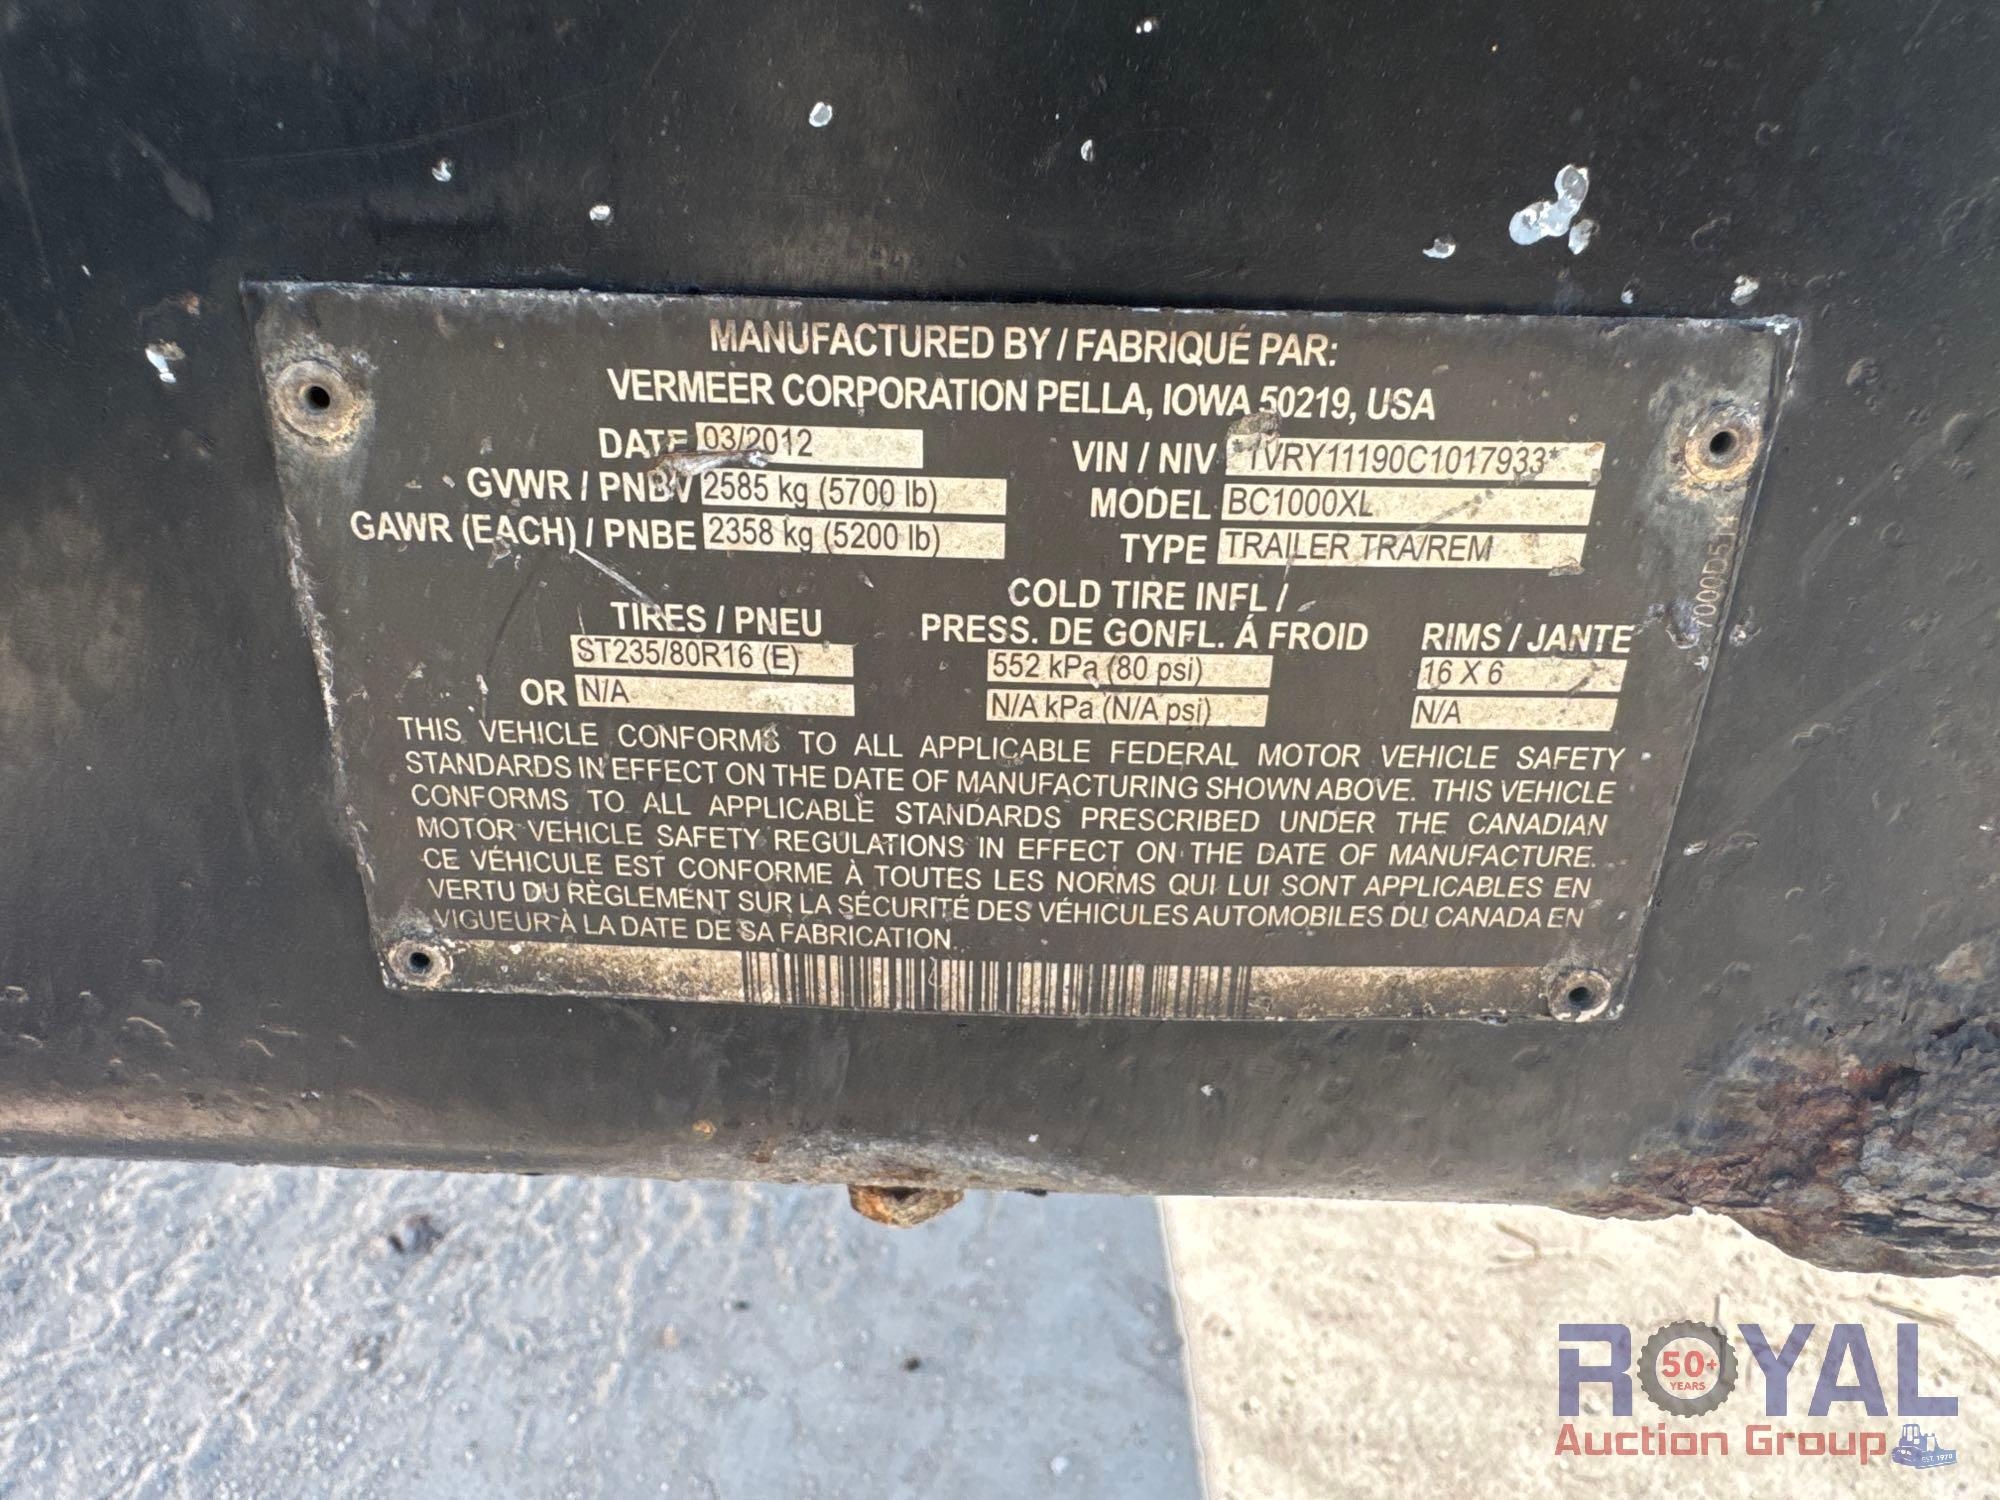 MANUFACTURED BY / FABRIQUÉ PAR:
VERMEER CORPORATION PELLA, IOWA 50219, USA
DATE 03/2012
VIN / NIV *1VRY11190C1017933*
GVWR / PNBV 2585 kg (5700 lb)
MODEL BC1000XL
GAWR (EACH) / PNBE 2358 kg (5200 lb)
TYPE TRAILER TRA/REM
7000D514
TIRES / PNEU
COLD TIRE INFL /
PRESS. DE GONFL. Á FROID
RIMS / JANTE
ST235/80R16 (E)
552 kPa (80 psi)
16 X 6
OR N/A
N/A kPa (N/A psi)
N/A
THIS VEHICLE CONFORMS TO ALL APPLICABLE FEDERAL MOTOR VEHICLE SAFETY
STANDARDS IN EFFECT ON THE DATE OF MANUFACTURING SHOWN ABOVE. THIS VEHICLE
CONFORMS TO ALL APPLICABLE STANDARDS PRESCRIBED UNDER THE CANADIAN
MOTOR VEHICLE SAFETY REGULATIONS IN EFFECT ON THE DATE OF MANUFACTURE.
CE VÉHICULE EST CONFORME À TOUTES LES NORMS QUI LUI SONT APPLICABLES EN
VERTU DU RÈGLEMENT SUR LA SÉCURITÉ DES VÉHICULES AUTOMOBILES DU CANADA EN
VIGUEUR À LA DATE DE SA FABRICATION.
ROYAL
50+
YEARS
Auction Group
EST. 1970